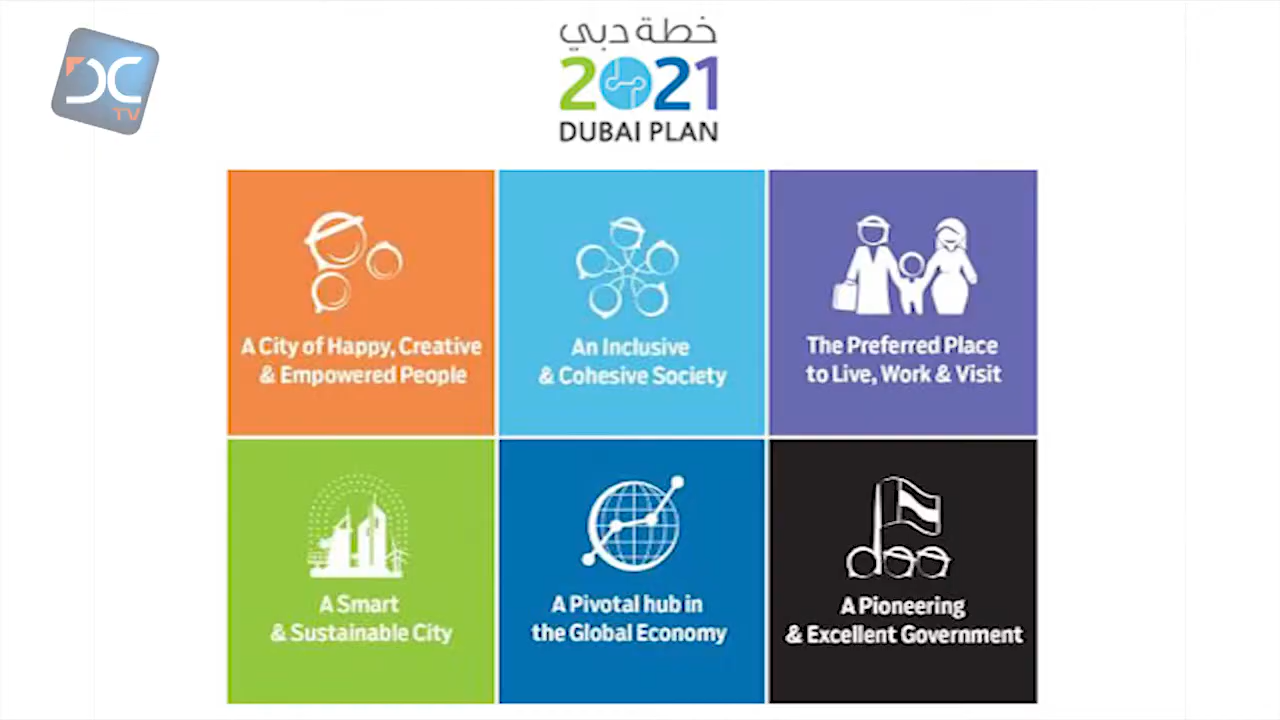 DC
TV
خطة دبي
2021
DUBAI PLAN
A City of Happy, Creative
& Empowered People
An Inclusive
& Cohesive Society
The Preferred Place
to Live, Work & Visit
A Smart
& Sustainable City
A Pivotal hub in
the Global Economy
A Pioneering
& Excellent Government